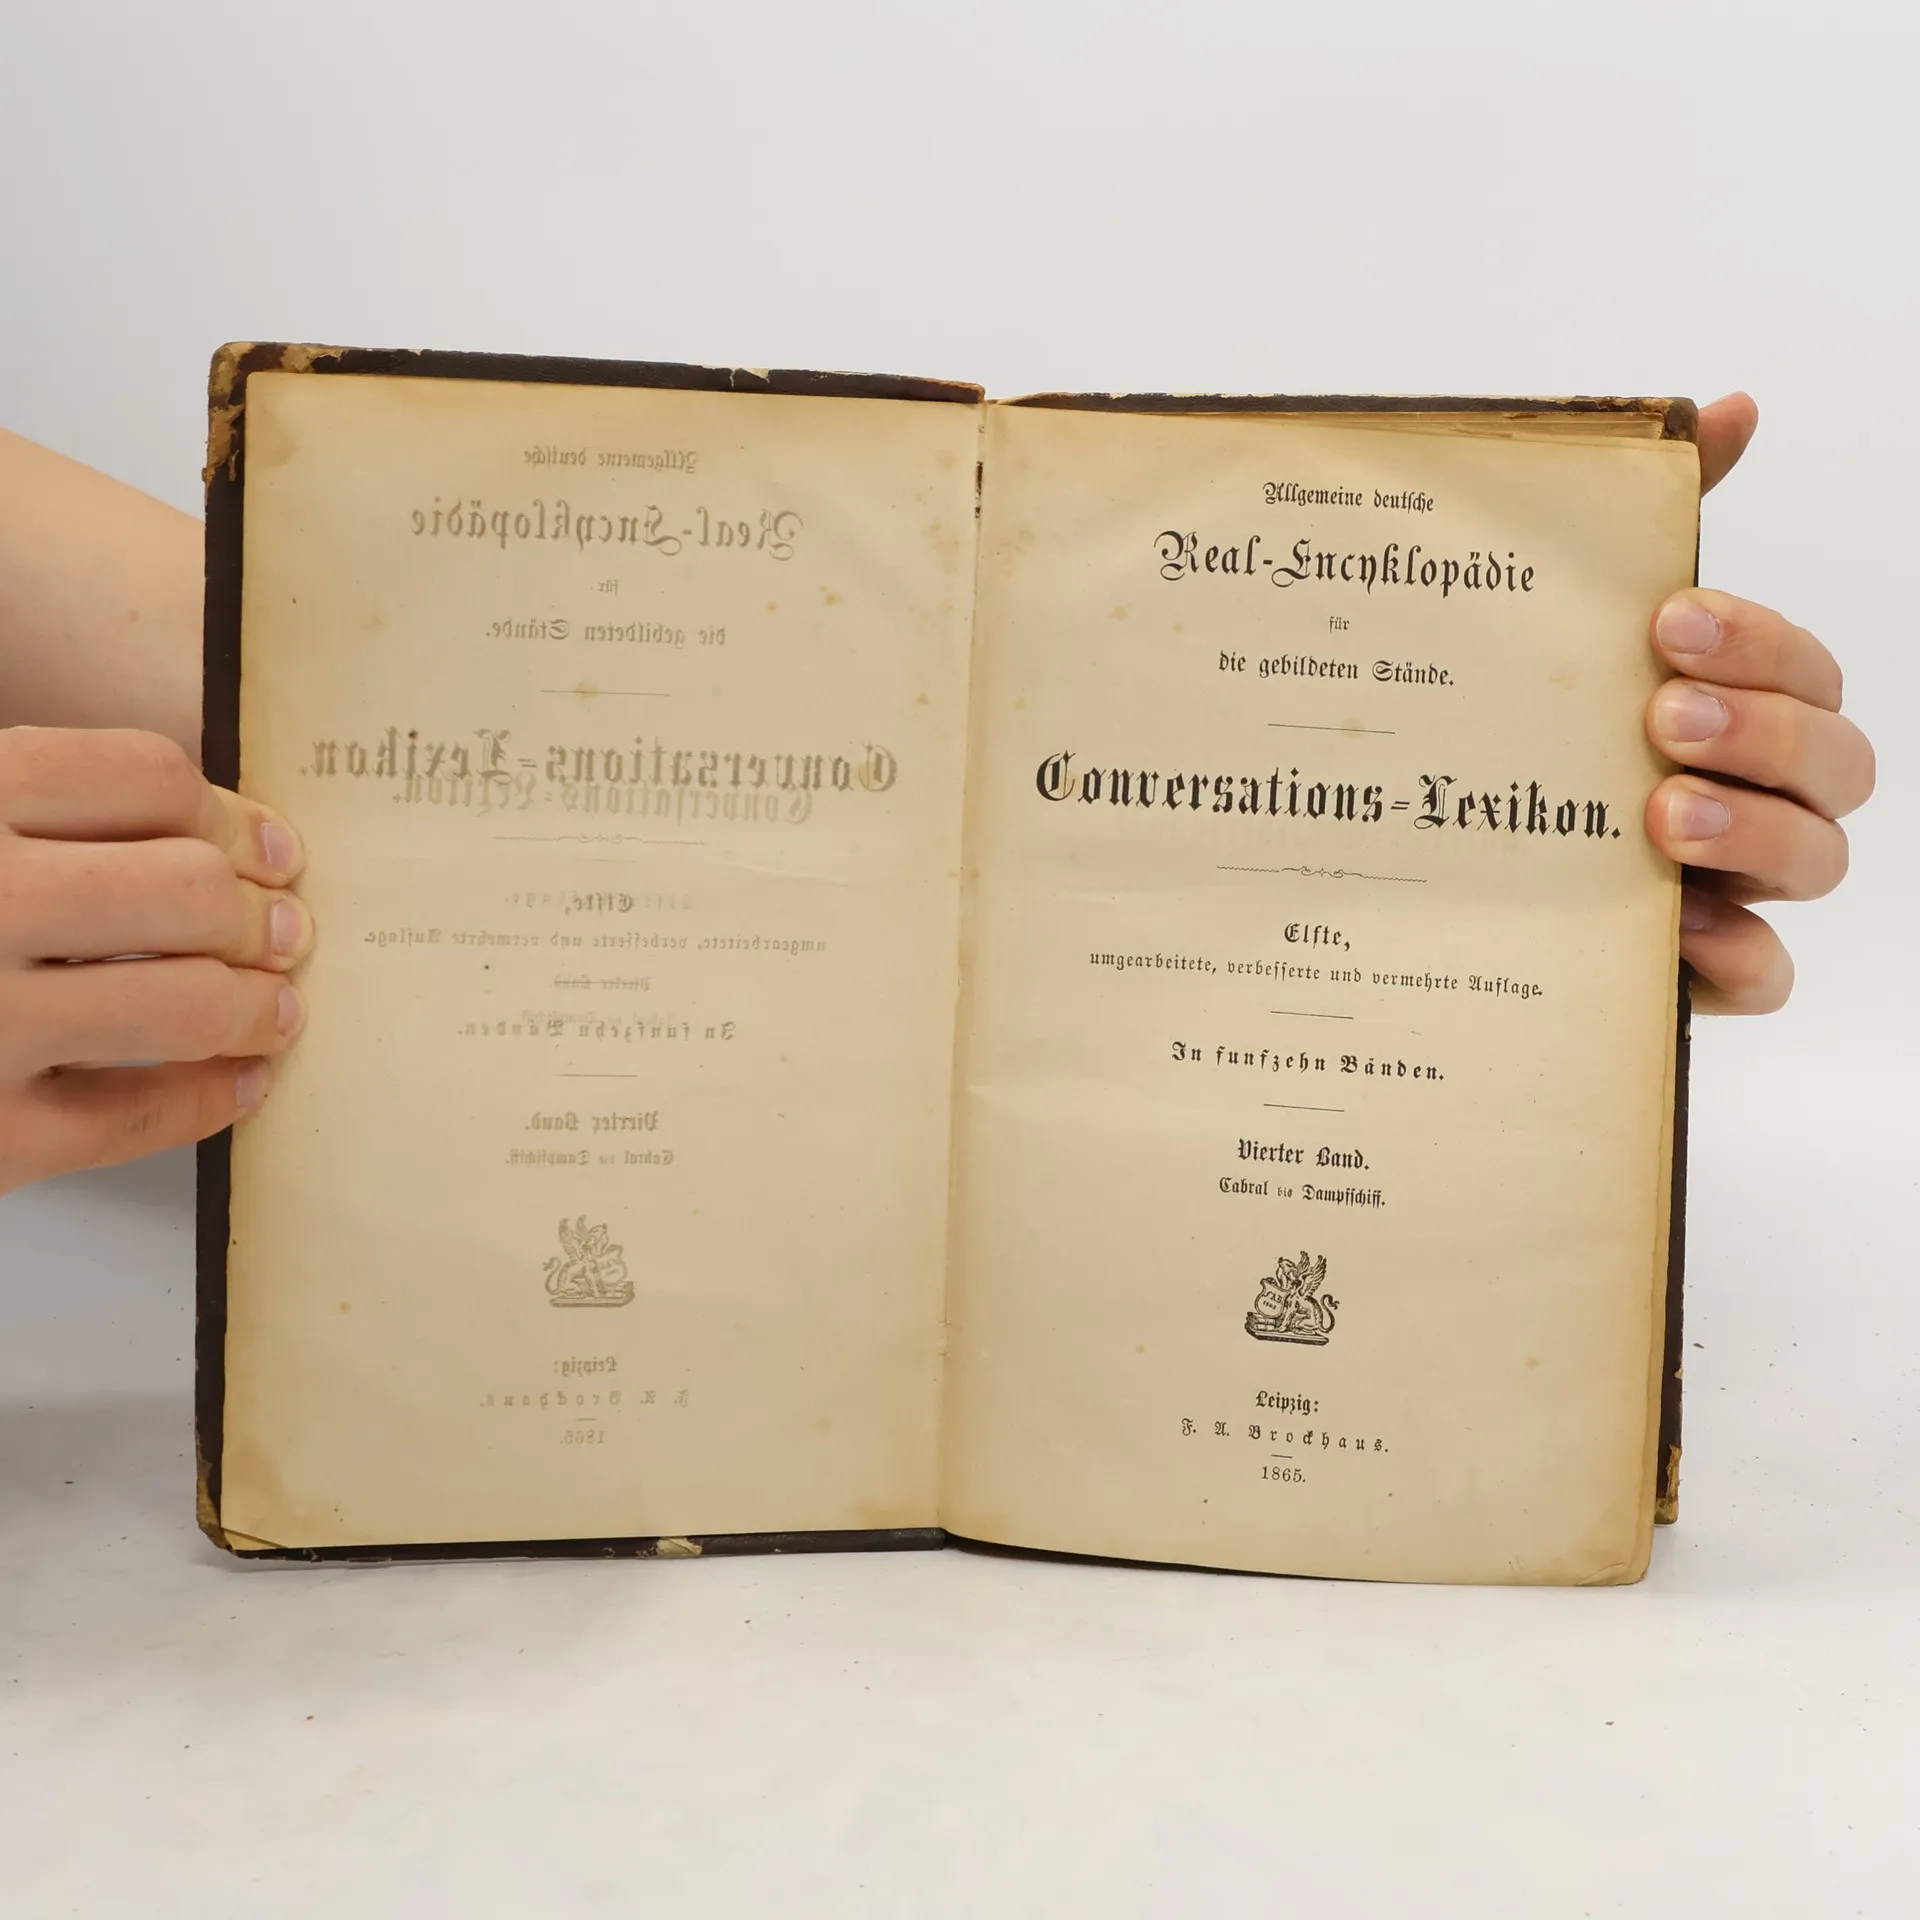 Allgemeine deutsche
Real-Encyklopädie
für
die gebildeten Stände.
Conversations-Lexikon.
Elfte,
umgearbeitete, verbesserte und vermehrte Auflage.
In funfzehn Bänden.
Vierter Band.
Cabral bis Dampfschiff.
FAB
Leipzig:
F. A. Brockhaus.
1865.